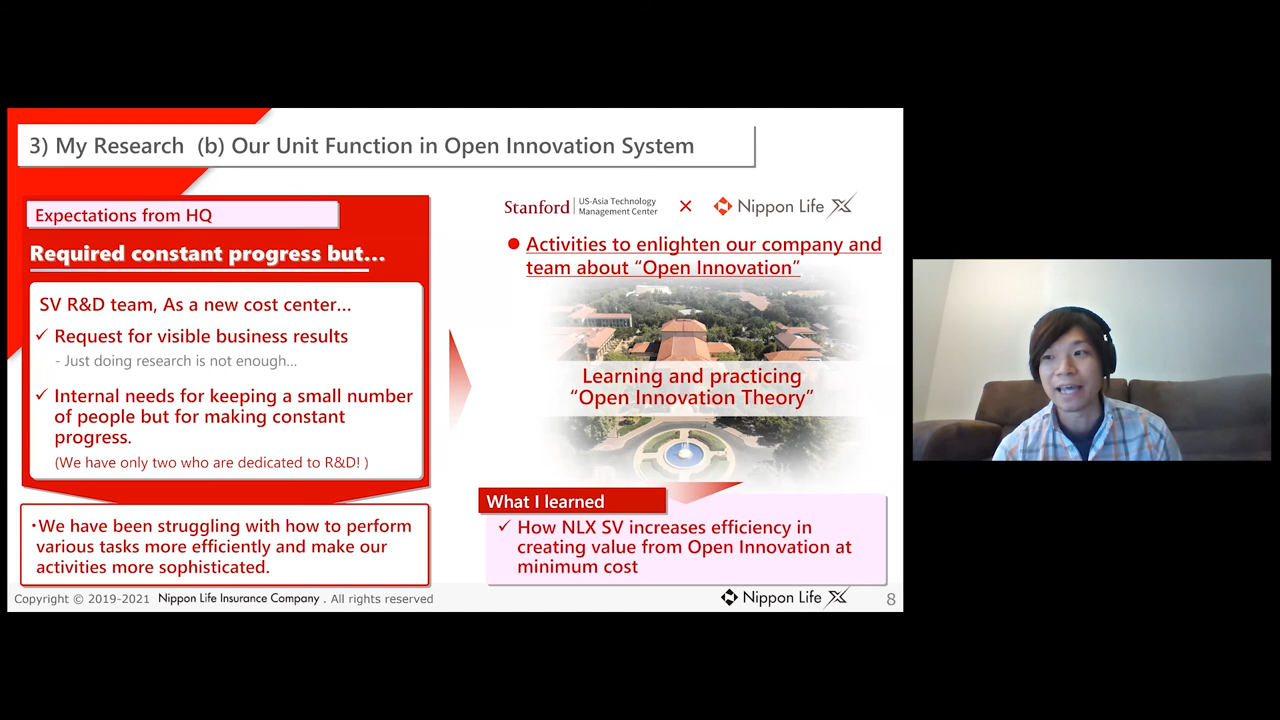 3) My Research (b) Our Unit Function in Open Innovation System
Expectations from HQ
Required constant progress but...
SV R&D team, As a new cost center...
✓ Request for visible business results
- Just doing research is not enough...
✓ Internal needs for keeping a small number
of people but for making constant
progress.
(We have only two who are dedicated to R&D! )
・We have been struggling with how to perform
various tasks more efficiently and make our
activities more sophisticated.
Stanford | US-Asia Technology
Management Center
×
Nippon Life X
● Activities to enlighten our company and
team about “Open Innovation”
Learning and practicing
“Open Innovation Theory”
What I learned
✓ How NLX SV increases efficiency in
creating value from Open Innovation at
minimum cost
Copyright © 2019-2021 Nippon Life Insurance Company . All rights reserved
Nippon Life X
8